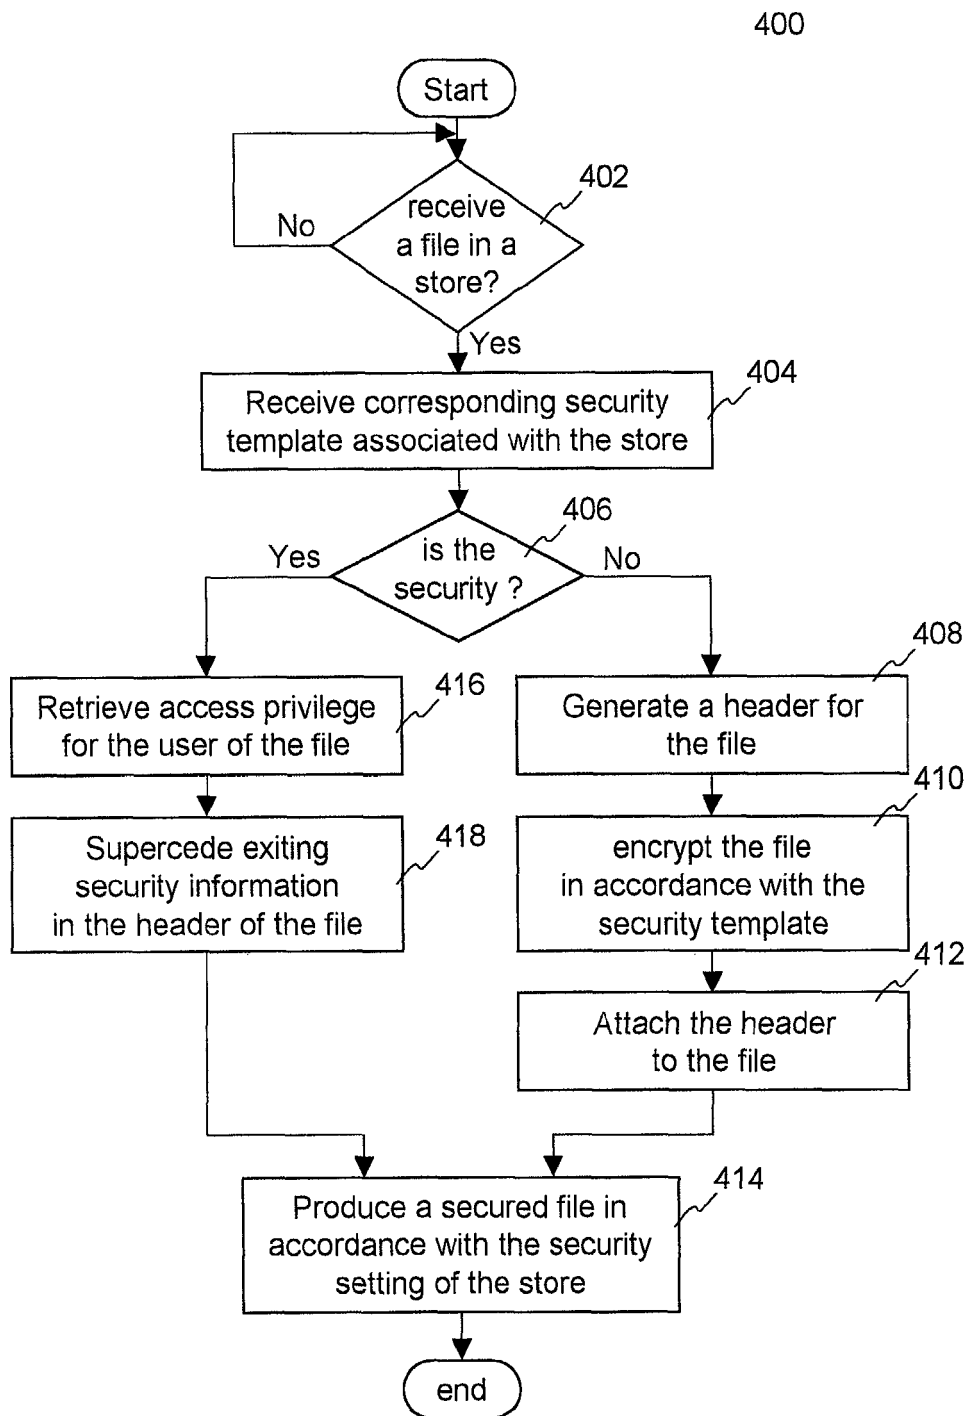 400
Start
402
receive
a file in a
store?
No
Yes
404
Receive corresponding security
template associated with the store
406
is the
security ?
Yes
No
408
Generate a header for
the file
416
Retrieve access privilege
for the user of the file
410
encrypt the file
in accordance with the
security template
418
Supercede exiting
security information
in the header of the file
412
Attach the header
to the file
414
Produce a secured file in
accordance with the security
setting of the store
end